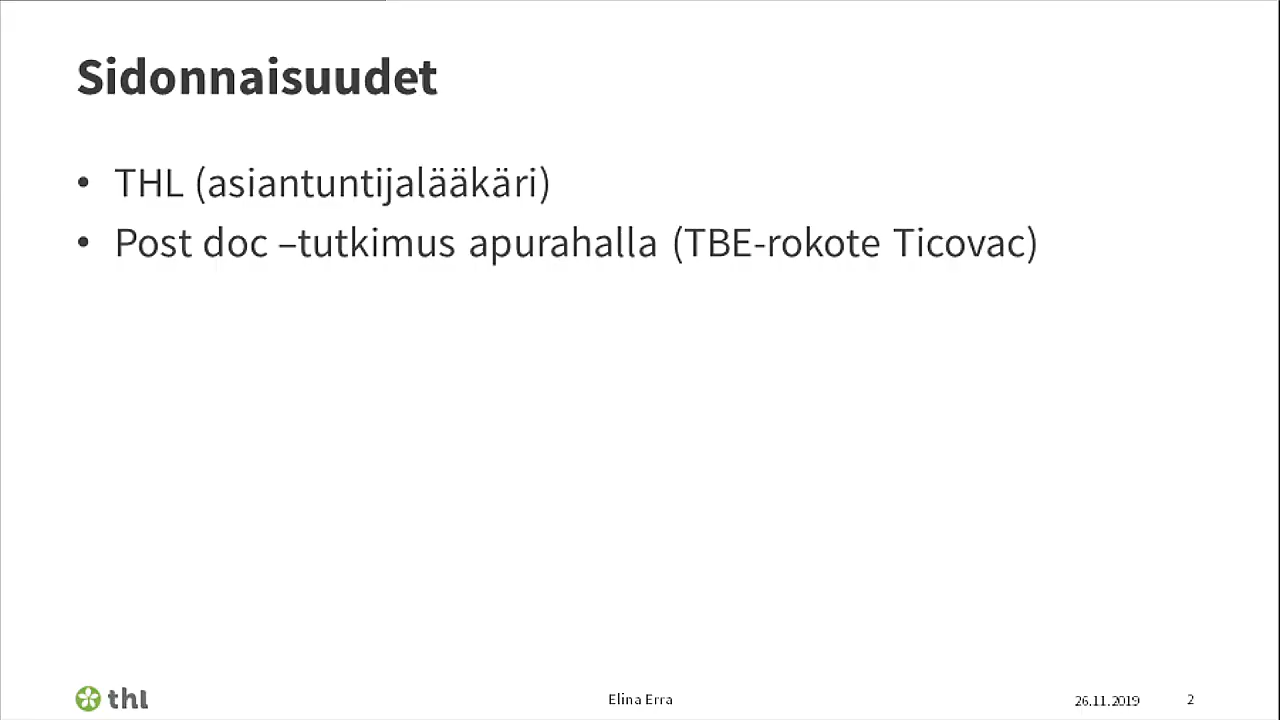 Sidonnaisuudet
• THL (asiantuntijalääkäri)
• Post doc –tutkimus apurahalla (TBE-rokote Ticovac)
thl
Elina Erra
26.11.2019
2